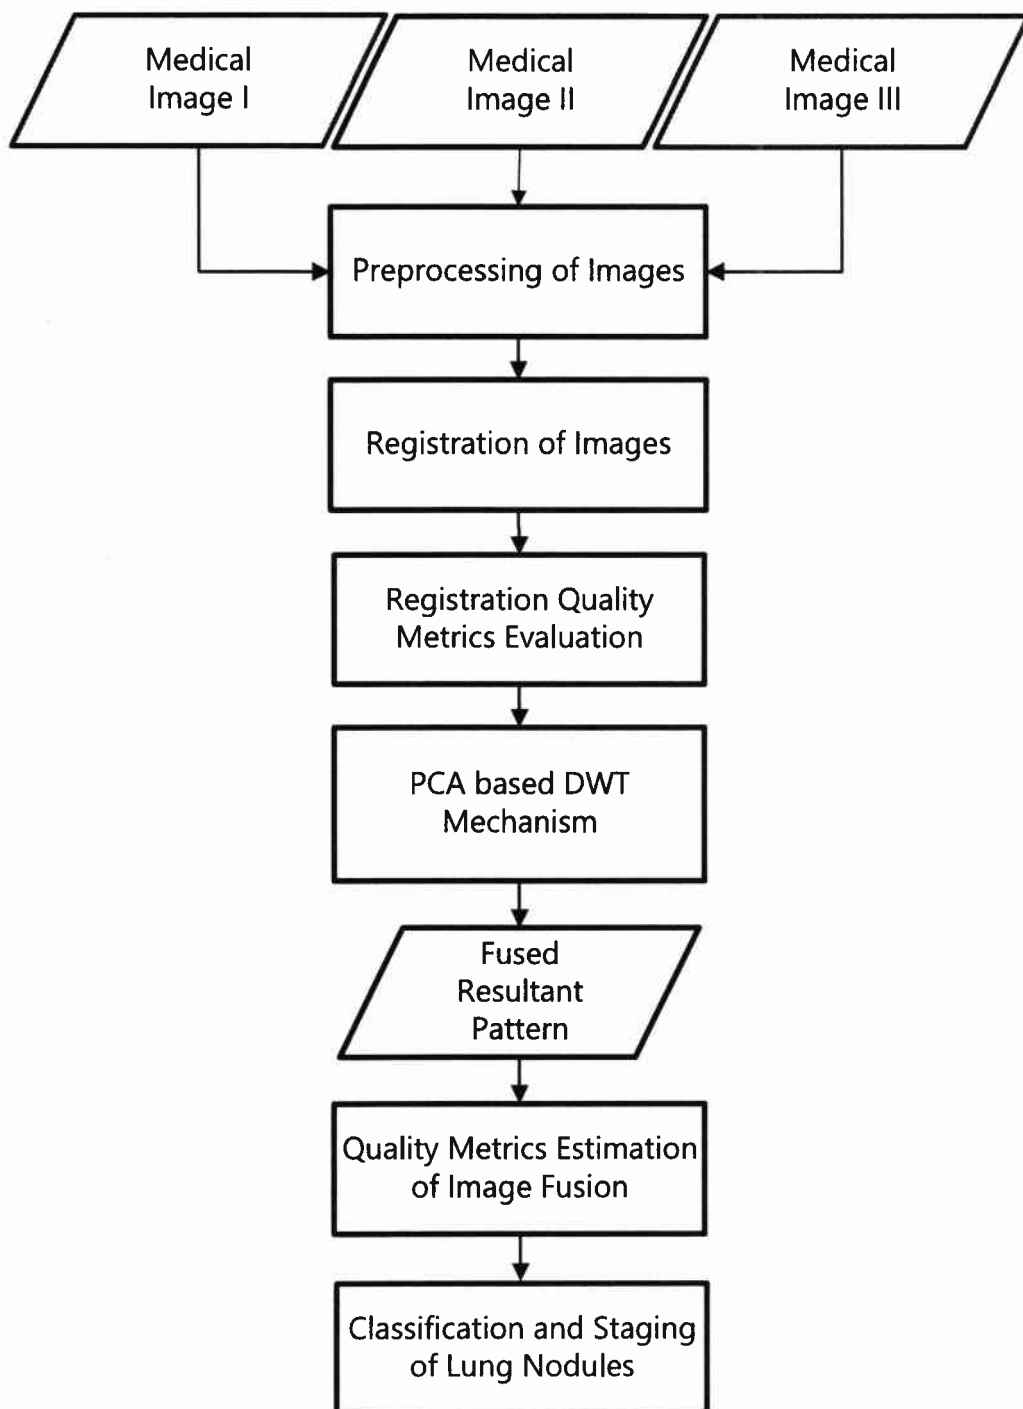 Medical
Image I
Medical
Image II
Medical
Image III
Preprocessing of Images
Registration of Images
Registration Quality
Metrics Evaluation
PCA based DWT
Mechanism
Fused
Resultant
Pattern
Quality Metrics Estimation
of Image Fusion
Classification and Staging
of Lung Nodules